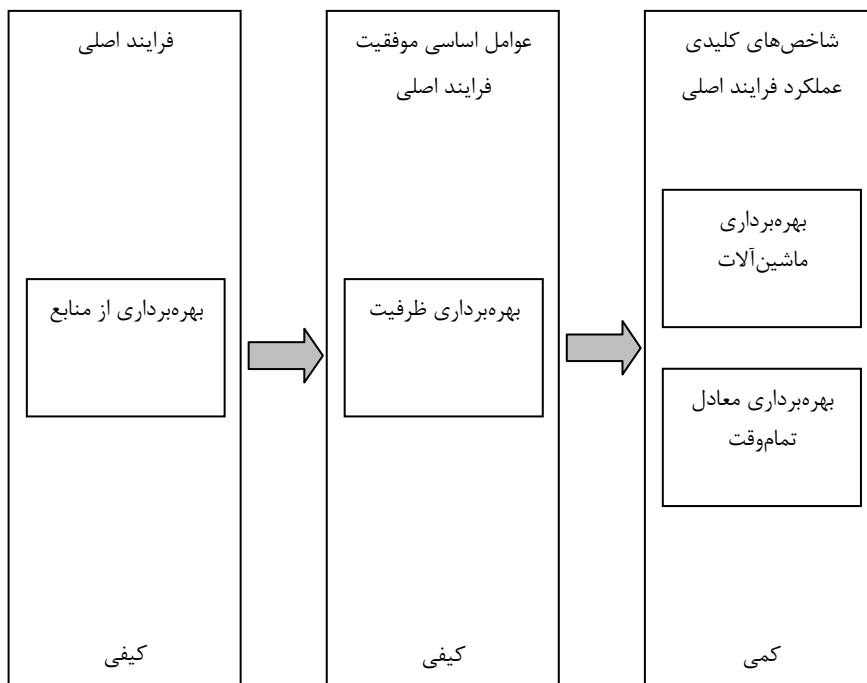 فرایند اصلی
بهره‌برداری از منابع
کیفی
عوامل اساسی موفقیت
فرایند اصلی
بهره‌برداری ظرفیت
کیفی
شاخص‌های کلیدی
عملکرد فرایند اصلی
بهره‌برداری
ماشین‌آلات
بهره‌برداری معادل
تمام‌وقت
کمی